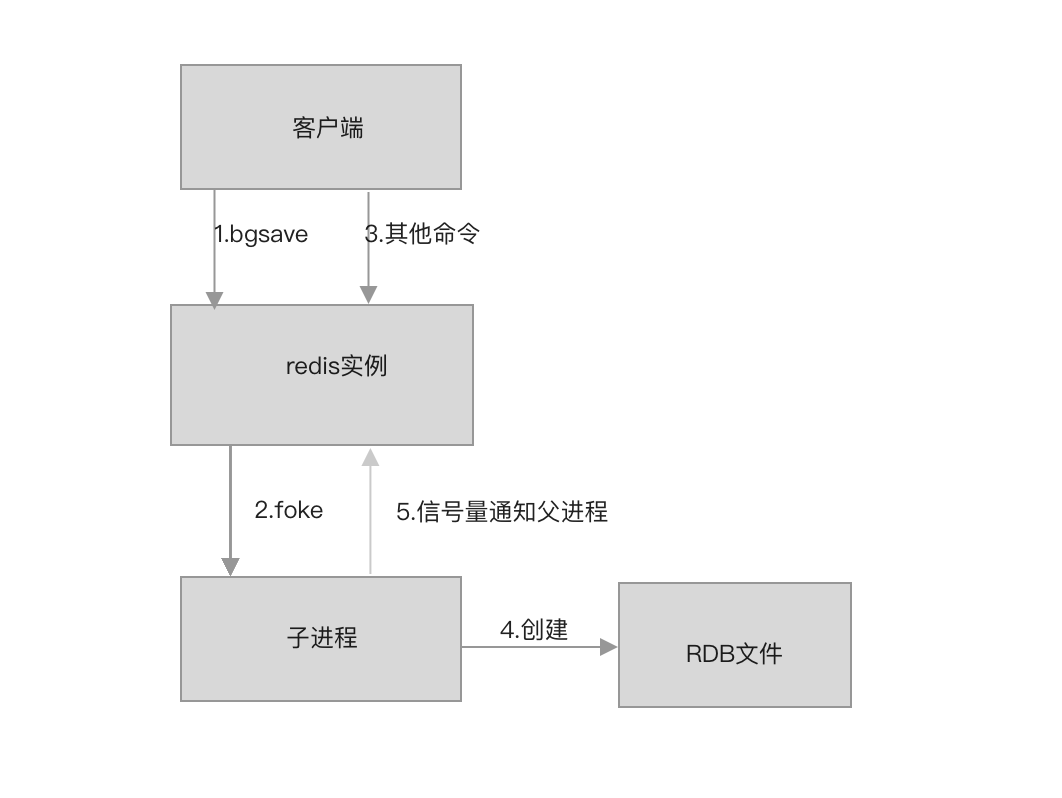 客户端
1.bgsave
3.其他命令
redis实例
2.foke
5.信号量通知父进程
子进程
4.创建
RDB文件